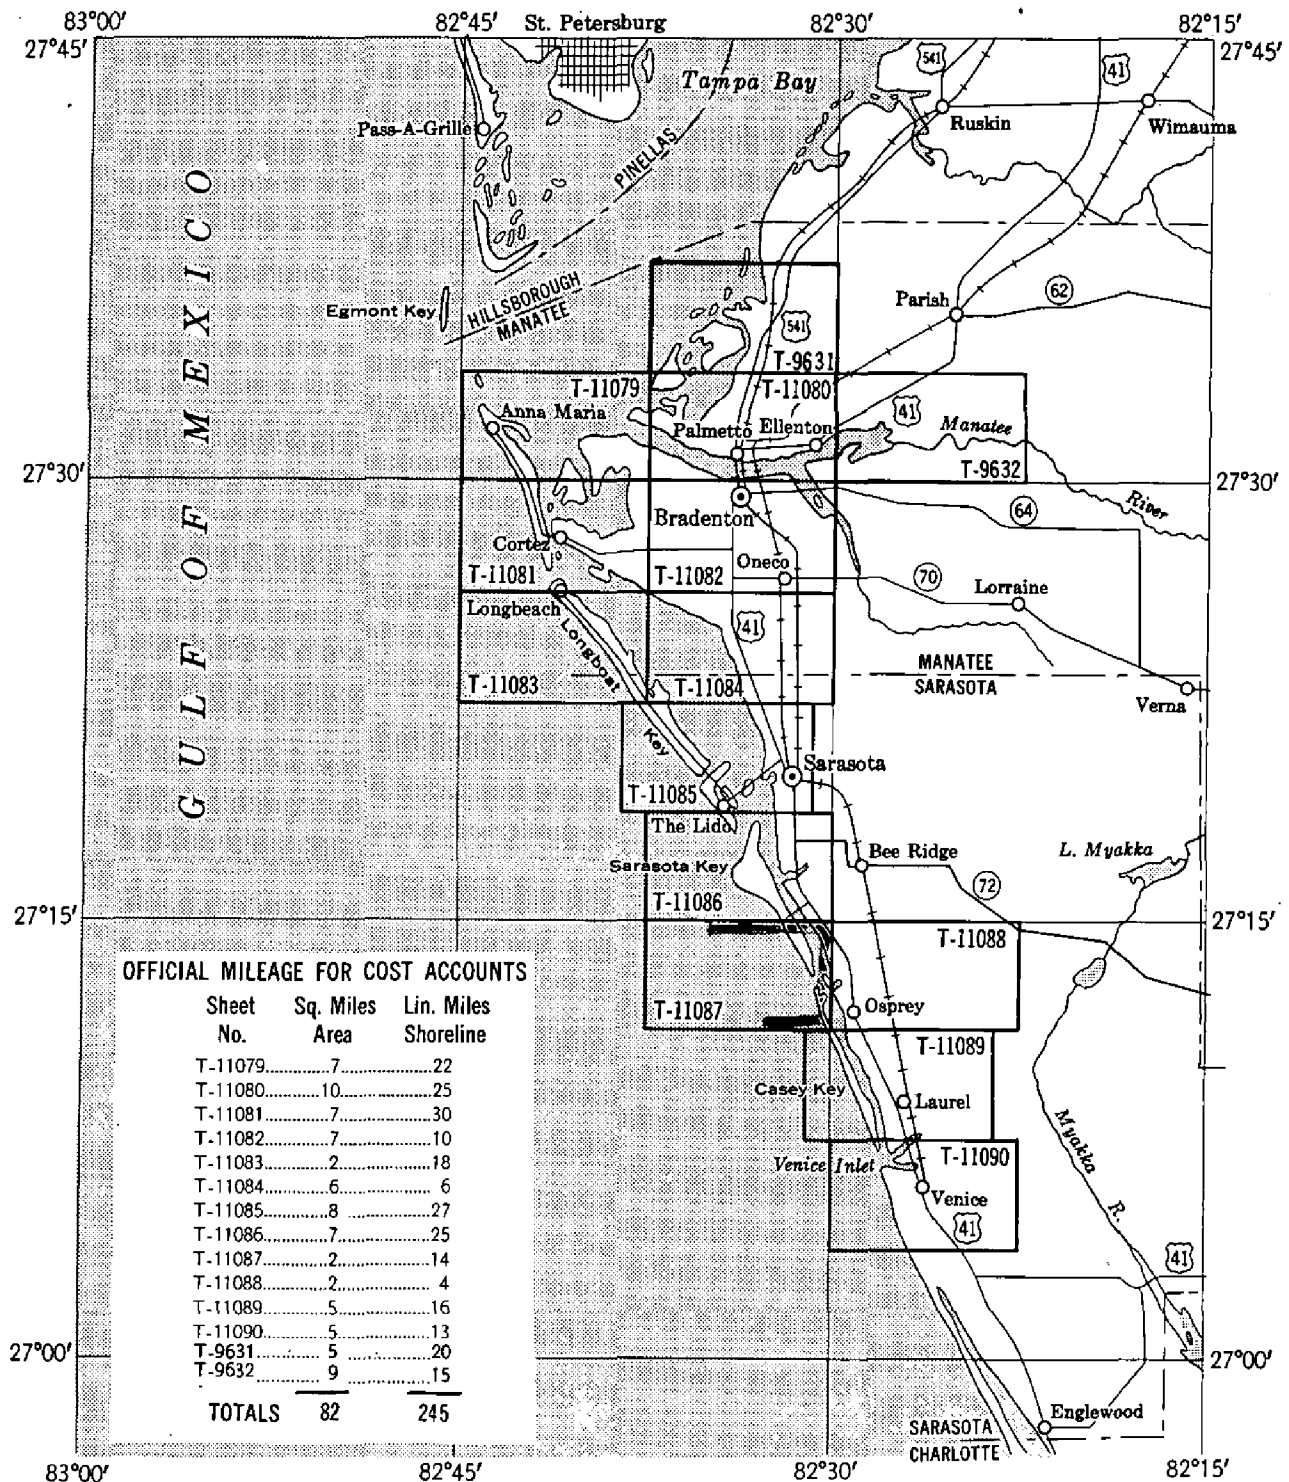 83°00′ 82°45′ St. Petersburg 82°30′ 82°15′
27°45′ 27°45′
Tampa Bay
541
41
Pass-A-Grille
Ruskin
Wimauma
PINELLAS
GULF OF MEXICO
HILLSBOROUGH
MANATEE
Egmont Key
Parish
62
541
T-9631
T-11079
T-11080
Anna Maria
Palmetto
Ellenton
41
Manatee
T-9632
27°30′ 27°30′
River
Bradenton
64
Cortez
Oneco
T-11081
T-11082
70
Lorraine
Longbeach
Longboat
41
MANATEE
SARASOTA
T-11083
T-11084
Verna
Key
Sarasota
T-11085
The Lido
Sarasota Key
Bee Ridge
L. Myakka
72
T-11086
27°15′ 27°15′
T-11088
T-11087
Osprey
T-11089
Casey Key
Laurel
Myakka
R.
Venice Inlet
T-11090
Venice
41
41
27°00′ 27°00′
Englewood
SARASOTA
CHARLOTTE
OFFICIAL MILEAGE FOR COST ACCOUNTS
Sheet Sq. Miles Lin. Miles
No. Area Shoreline
T-11079..........7..........22
T-11080..........10..........25
T-11081..........7..........30
T-11082..........7..........10
T-11083..........2..........18
T-11084..........6..........6
T-11085..........8..........27
T-11086..........7..........25
T-11087..........2..........14
T-11088..........2..........4
T-11089..........5..........16
T-11090..........5..........13
T-9631..........5..........20
T-9632..........9..........15
TOTALS 82 245
83°00′ 82°45′ 82°30′ 82°15′